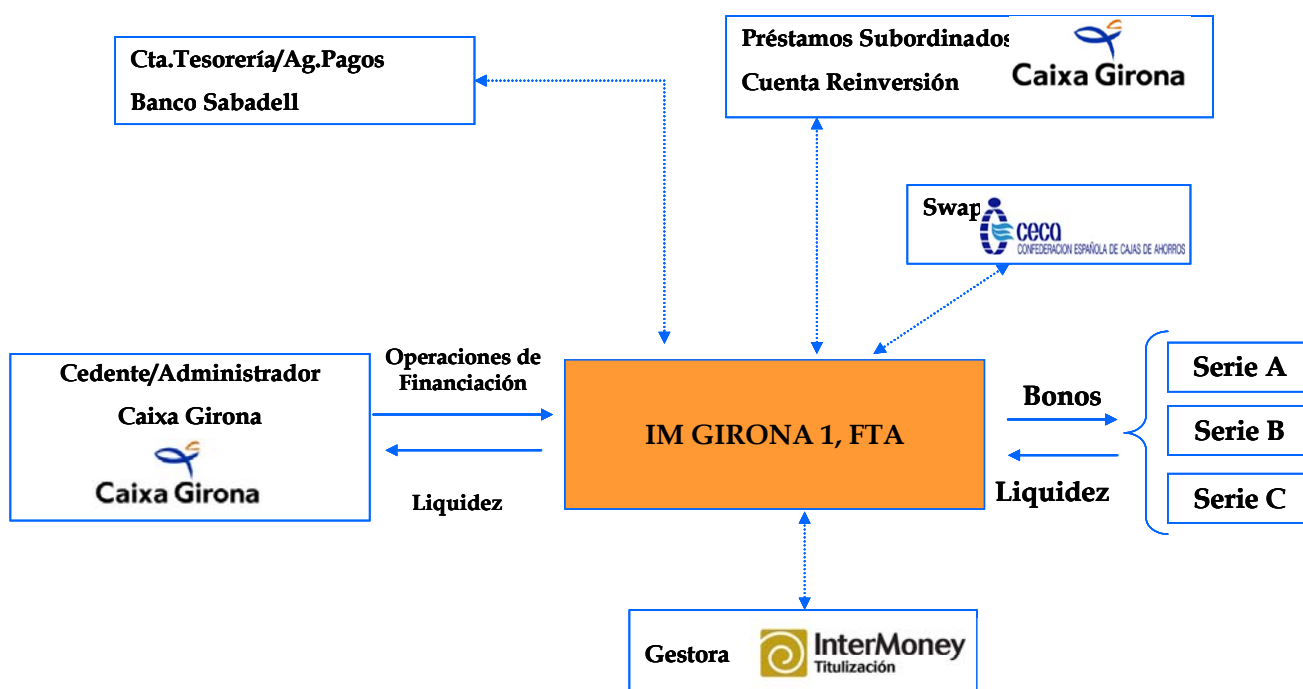 Cta.Tesorería/Ag.Pagos
Banco Sabadell
Préstamos Subordinados
Cuenta Reinversión
Caixa Girona
Swap
ceca
CONFEDERACION ESPAÑOLA DE CAJAS DE AHORROS
Cedente/Administrador
Caixa Girona
Caixa Girona
Operaciones de
Financiación
Liquidez
IM GIRONA 1, FTA
Bonos
Liquidez
Serie A
Serie B
Serie C
Gestora
InterMoney
Titulización